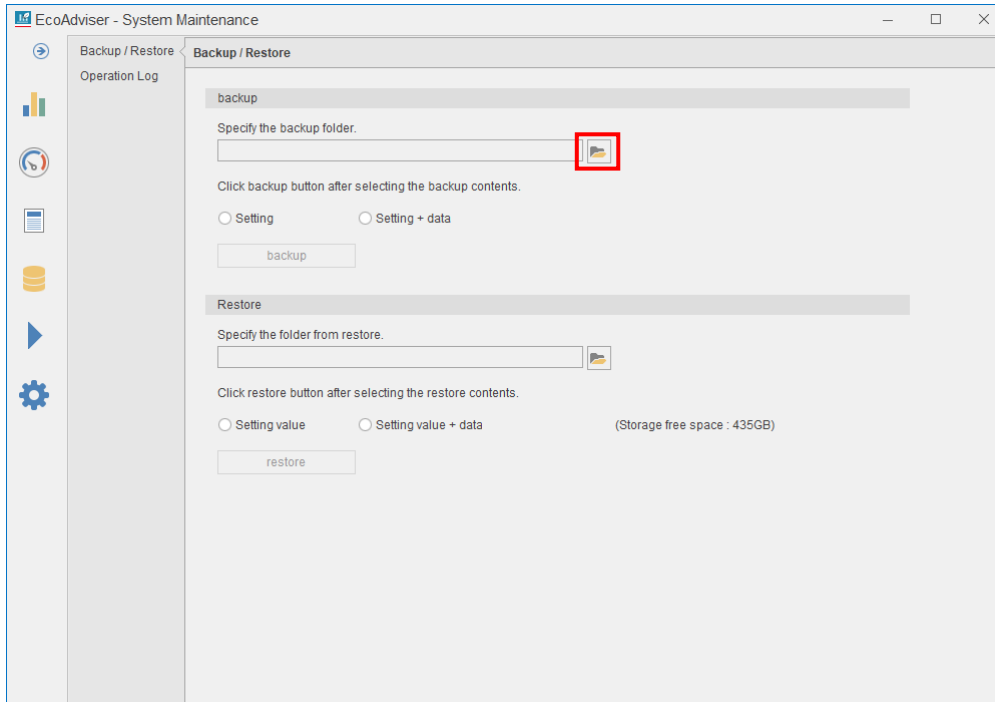 EcoAdviser - System Maintenance
Backup / Restore
Operation Log
Backup / Restore
backup
Specify the backup folder.
Click backup button after selecting the backup contents.
Setting
Setting + data
backup
Restore
Specify the folder from restore.
Click restore button after selecting the restore contents.
Setting value
Setting value + data
(Storage free space : 435GB)
restore